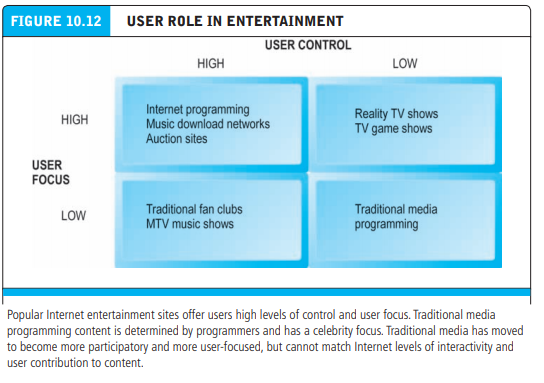 FIGURE 10.12 USER ROLE IN ENTERTAINMENT
USER CONTROL
HIGH LOW
HIGH
Internet programming
Music download networks
Auction sites
Reality TV shows
TV game shows
USER
FOCUS
LOW
Traditional fan clubs
MTV music shows
Traditional media
programming
Popular Internet entertainment sites offer users high levels of control and user focus. Traditional media
programming content is determined by programmers and has a celebrity focus. Traditional media has moved
to become more participatory and more user-focused, but cannot match Internet levels of interactivity and
user contribution to content.